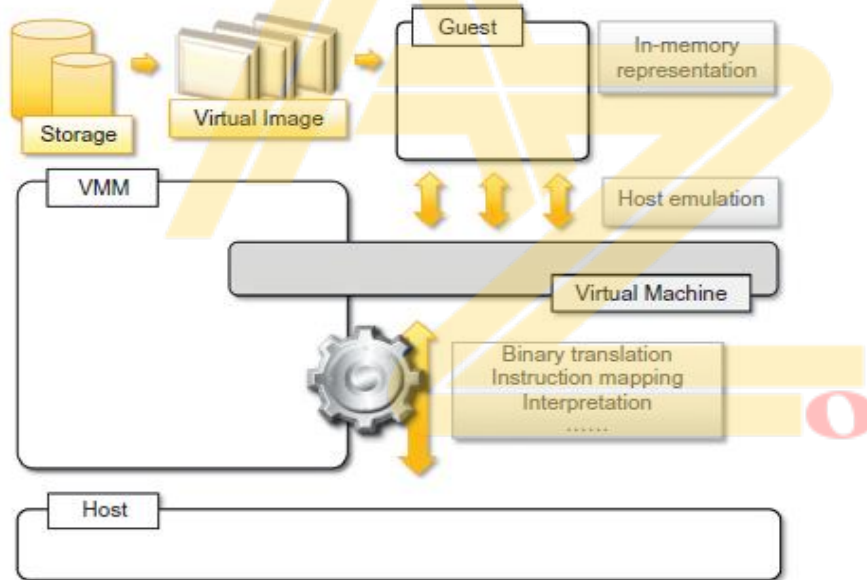 Guest
In-memory
representation
Storage
Virtual Image
VMM
Host emulation
Virtual Machine
Binary translation
Instruction mapping
Interpretation
......
Host